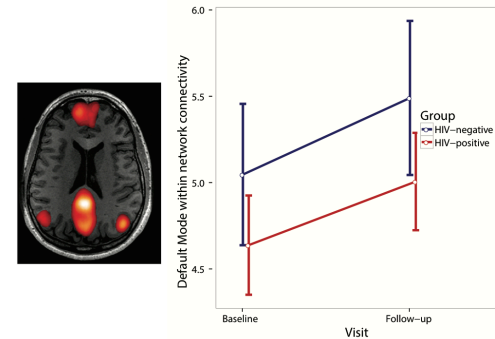 Default Mode within network connectivity
6.0
5.5
5.0
4.5
Baseline
Follow−up
Visit
Group
HIV−negative
HIV−positive